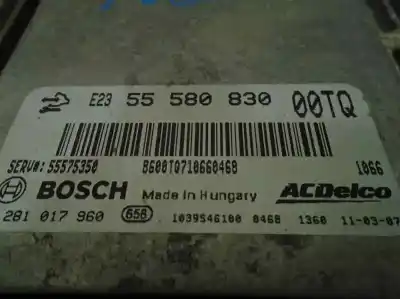 E23 55 580 830 00TQ
SERV#: 55575350 B600TQ710660468 1066
BOSCH Made in Hungary ACDelco
281 017 960 658 1039S46100 0468 1360 11-03-07